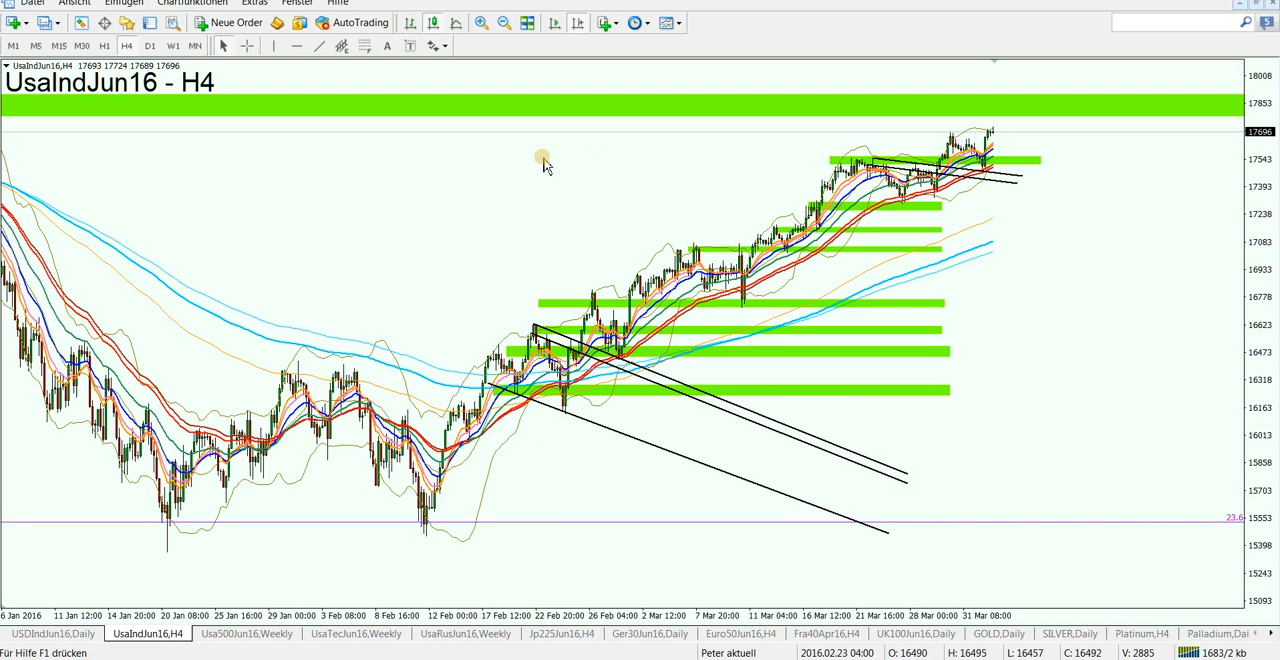 Datei Ansicht Einfügen Chartfunktionen Extras Fenster Hilfe
New Order AutoTrading 5
M1 M5 M15 M30 H1 H4 D1 W1 MN A T
UsaIndJun16,H4 17693 17724 17689 17696
UsaIndJun16 - H4
18008
17853
17696
17543
17393
17238
17083
16933
16778
16623
16473
16318
16163
16013
15858
15703
23.6
15553
15398
15243
15093
6 Jan 2016 11 Jan 12:00 14 Jan 20:00 20 Jan 08:00 25 Jan 16:00 29 Jan 00:00 3 Feb 08:00 8 Feb 16:00 12 Feb 00:00 17 Feb 12:00 22 Feb 20:00 26 Feb 04:00 2 Mar 12:00 7 Mar 20:00 11 Mar 04:00 16 Mar 12:00 21 Mar 16:00 28 Mar 00:00 31 Mar 08:00
USDIndJun16,Daily UsaIndJun16,H4 Usa500Jun16,Weekly UsaTecJun16,Weekly UsaRusJun16,Weekly Jp225Jun16,H4 Ger30Jun16,Daily Euro50Jun16,H4 Fra40Apr16,H4 UK100Jun16,Daily GOLD,Daily SILVER,Daily Platinum,H4 Palladium,Dai
Für Hilfe F1 drücken Peter aktuell 2016.02.23 04:00 O: 16490 H: 16495 L: 16457 C: 16492 V: 2885 1683/2 kb